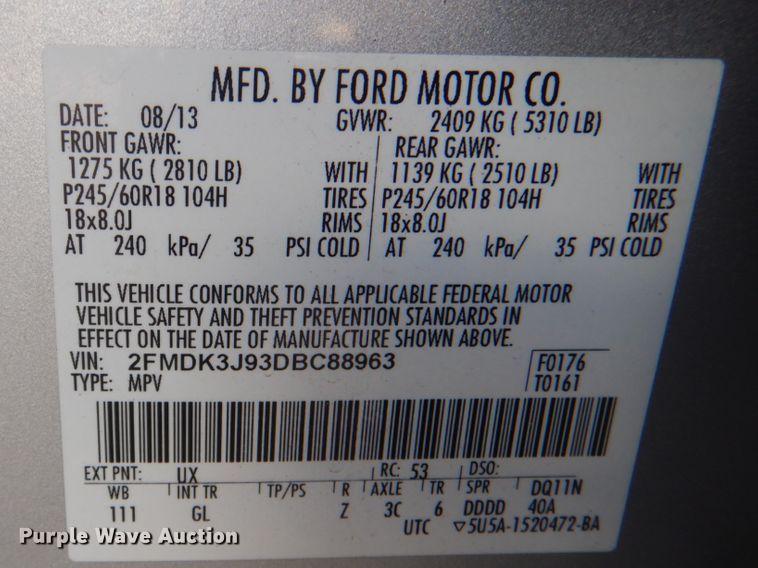 MFD. BY FORD MOTOR CO.
DATE: 08/13 GVWR: 2409 KG ( 5310 LB)
FRONT GAWR: REAR GAWR:
1275 KG ( 2810 LB) WITH 1139 KG ( 2510 LB) WITH
P245/60R18 104H TIRES P245/60R18 104H TIRES
18x8.0J RIMS 18x8.0J RIMS
AT 240 kPa/ 35 PSI COLD AT 240 kPa/ 35 PSI COLD
THIS VEHICLE CONFORMS TO ALL APPLICABLE FEDERAL MOTOR
VEHICLE SAFETY AND THEFT PREVENTION STANDARDS IN
EFFECT ON THE DATE OF MANUFACTURE SHOWN ABOVE.
VIN: 2FMDK3J93DBC88963 F0176
TYPE: MPV T0161
EXT PNT: UX RC: 53 DSO:
WB INT TR TP/PS R AXLE TR SPR DQ11N
111 GL Z 3C 6 DDDD 40A
UTC ▽5U5A-1520472-BA
Purple Wave Auction